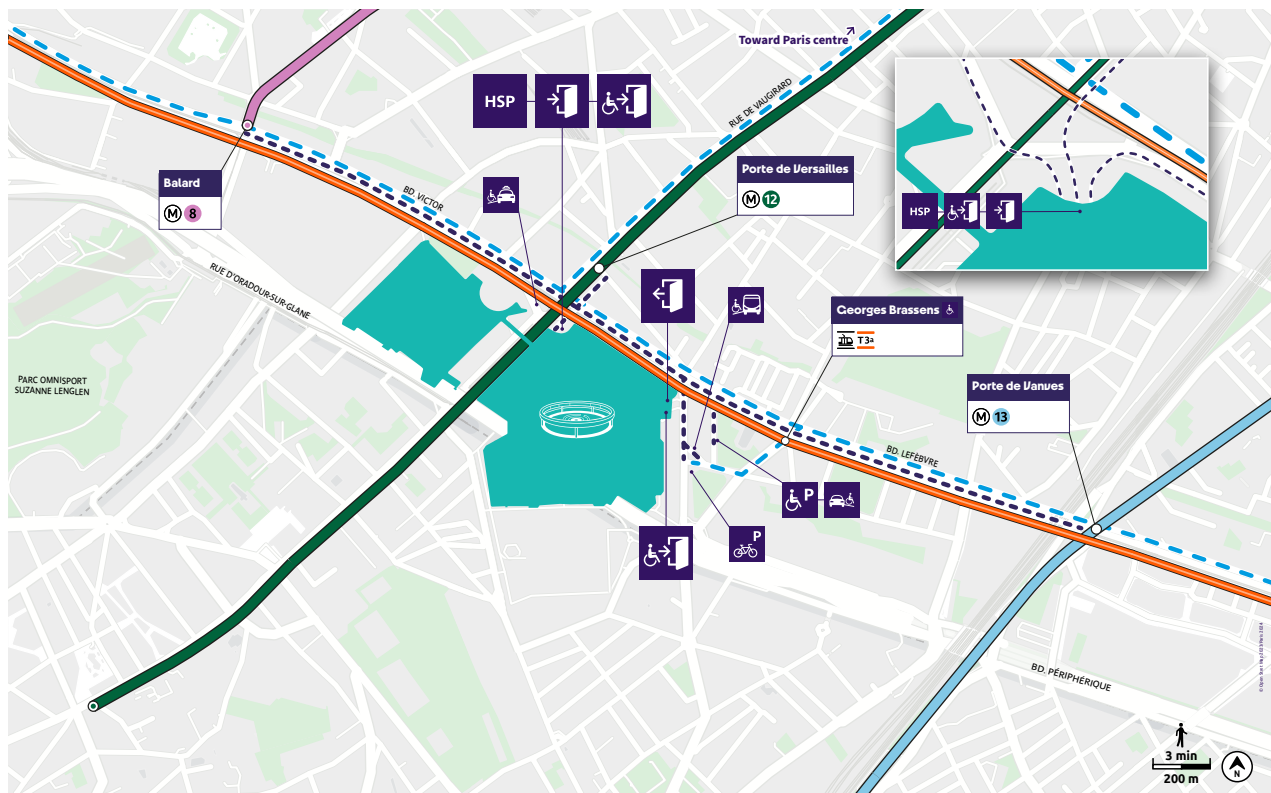 Toward Paris centre
HSP
RUE DE VAUGIRARD
Porte de Versailles
M 12
Balard
M 8
BD. VICTOR
HSP
RUE D'ORADOUR-SUR-GLANE
Georges Brassens
T3a
PARC OMNISPORT
SUZANNE LENGLEN
Porte de Vanves
M 13
BD. LEFÈBVRE
P
P
BD. PÉRIPHÉRIQUE
3 min
200 m
N